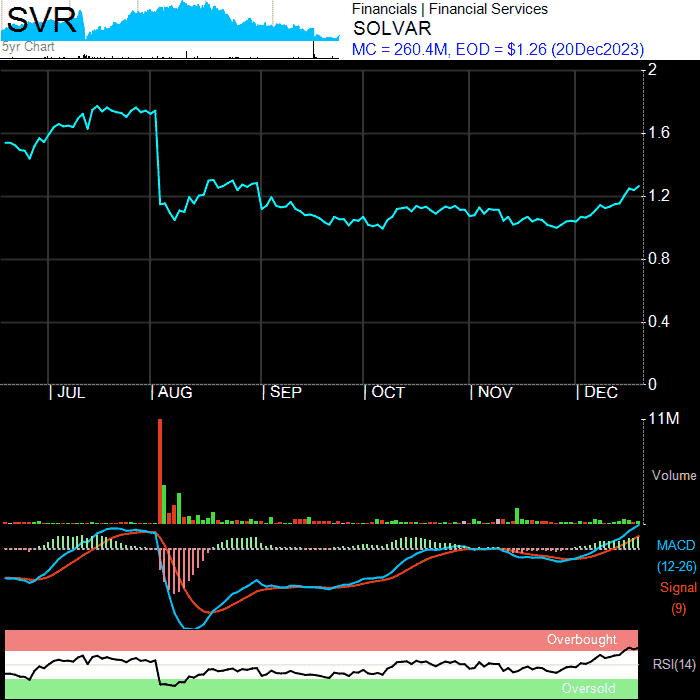 SVR
5yr Chart
Financials | Financial Services
SOLVAR
MC = 260.4M, EOD = $1.26 (20Dec2023)
2
1.6
1.2
0.8
0.4
0
| JUL | AUG | SEP | OCT | NOV | DEC
11M
Volume
MACD
(12-26)
Signal
(9)
Overbought
RSI(14)
Oversold